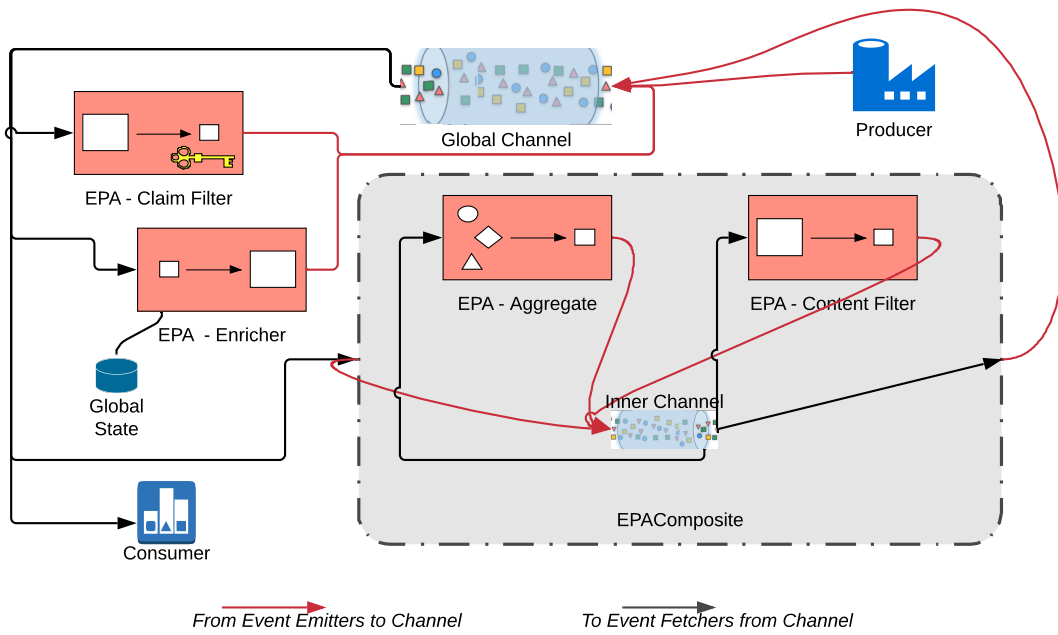 Global Channel
Producer
EPA - Claim Filter
EPA - Aggregate
EPA - Content Filter
EPA  - Enricher
Global
State
Inner Channel
EPAComposite
Consumer
From Event Emitters to Channel
To Event Fetchers from Channel